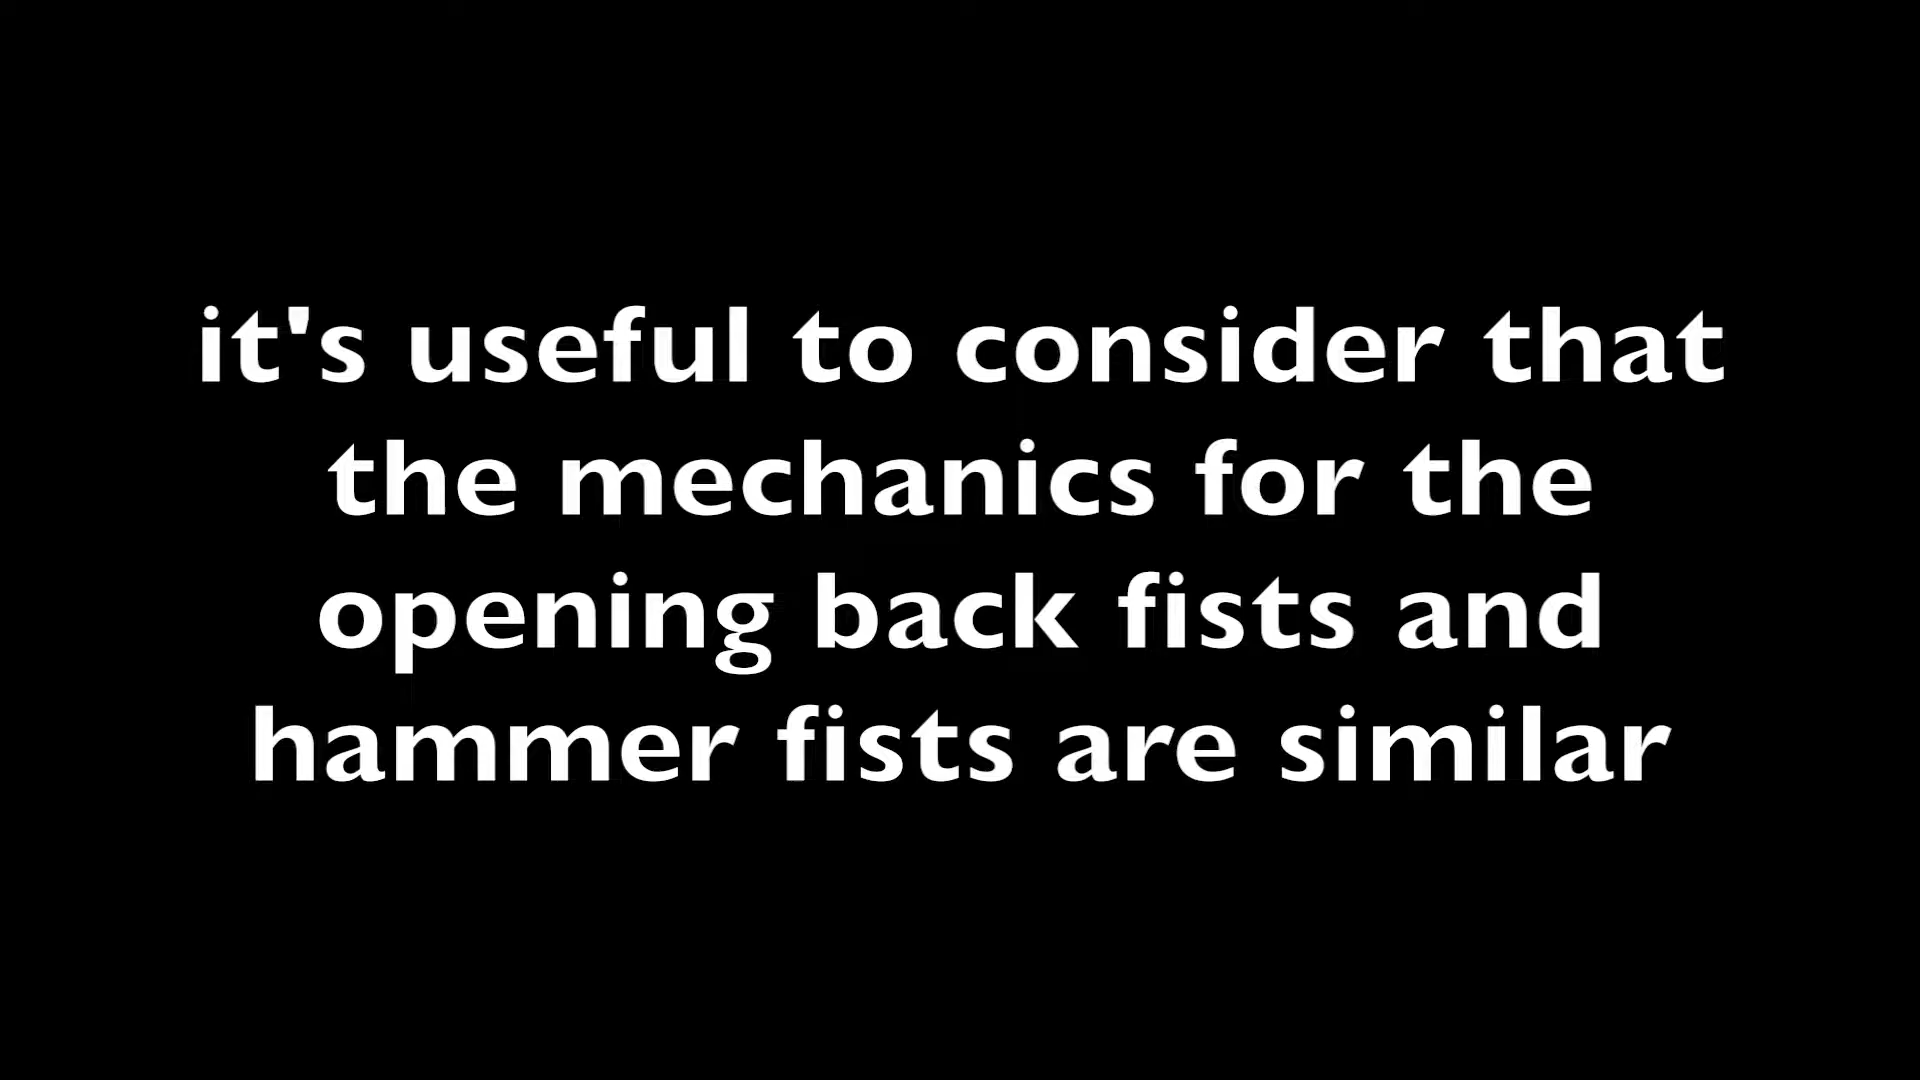 it's useful to consider that
the mechanics for the
opening back fists and
hammer fists are similar